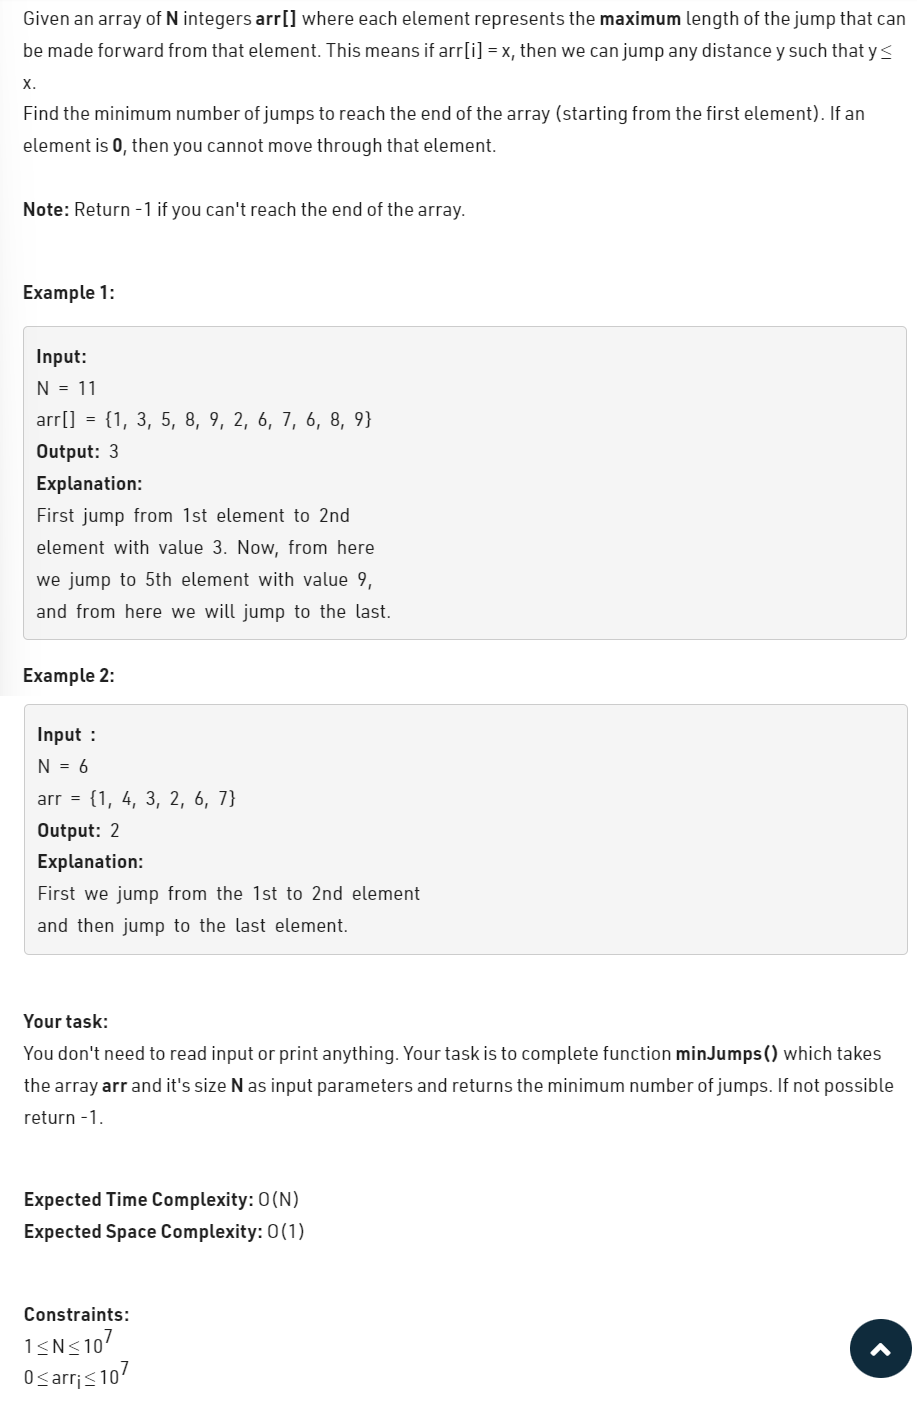 Given an array of N integers arr[] where each element represents the maximum length of the jump that can
be made forward from that element. This means if arr[i] = x, then we can jump any distance y such that y ≤
x.
Find the minimum number of jumps to reach the end of the array (starting from the first element). If an
element is 0, then you cannot move through that element.
Note: Return -1 if you can't reach the end of the array.
Example 1:
Input:
N = 11
arr[] = {1, 3, 5, 8, 9, 2, 6, 7, 6, 8, 9}
Output: 3
Explanation:
First jump from 1st element to 2nd
element with value 3. Now, from here
we jump to 5th element with value 9,
and from here we will jump to the last.
Example 2:
Input :
N = 6
arr = {1, 4, 3, 2, 6, 7}
Output: 2
Explanation:
First we jump from the 1st to 2nd element
and then jump to the last element.
Your task:
You don't need to read input or print anything. Your task is to complete function minJumps() which takes
the array arr and it's size N as input parameters and returns the minimum number of jumps. If not possible
return -1.
Expected Time Complexity: O(N)
Expected Space Complexity: O(1)
Constraints:
1 ≤ N ≤ 10⁷
0 ≤ arrᵢ ≤ 10⁷